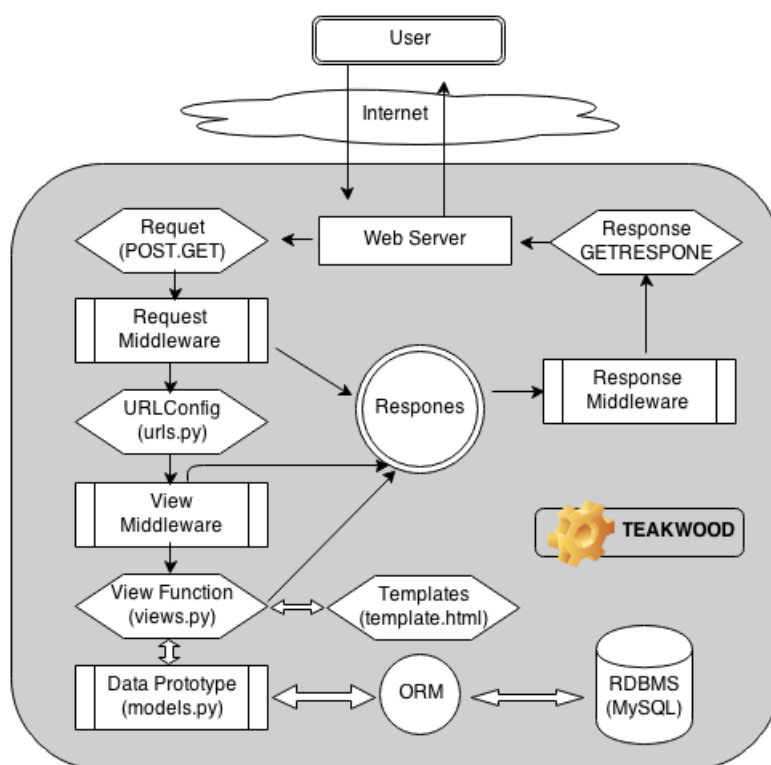 User
Internet
Requet
(POST.GET)
Web Server
Response
GETRESPONE
Request
Middleware
URLConfig
(urls.py)
Respones
Response
Middleware
View
Middleware
TEAKWOOD
View Function
(views.py)
Templates
(template.html)
Data Prototype
(models.py)
ORM
RDBMS
(MySQL)